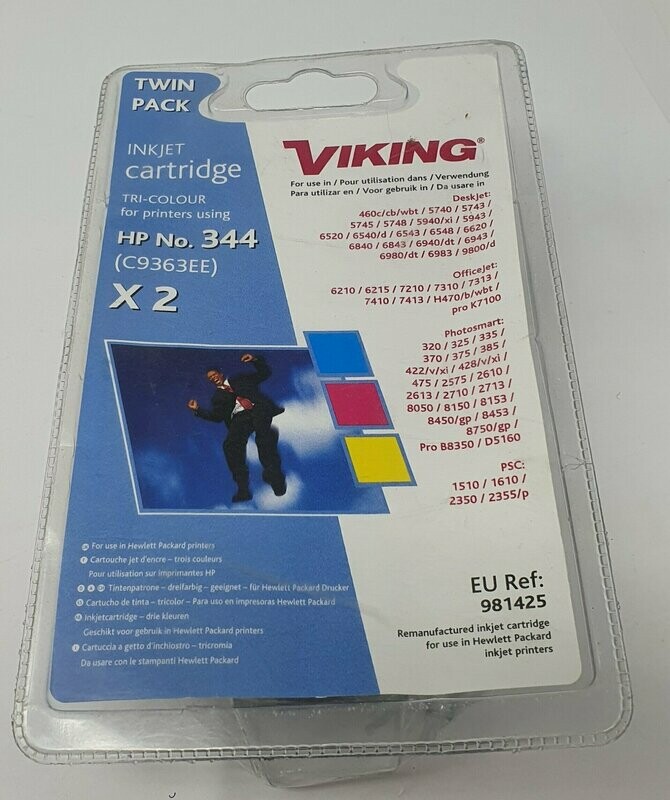 TWIN
PACK
INKJET
cartridge
TRI-COLOUR
for printers using
HP No. 344
(C9363EE)
X 2
VIKING®
For use in / Pour utilisation dans / Verwendung
Para utilizar en / Voor gebruik in / Da usare in
Deskjet:
460c/cb/wbt / 5740 / 5743 /
5745 / 5748 / 5940/xi / 5943 /
6520 / 6540/d / 6543 / 6548 / 6620 /
6840 / 6843 / 6940/dt / 6943 /
6980/dt / 6983 / 9800/d
OfficeJet:
6210 / 6215 / 7210 / 7310 / 7313 /
7410 / 7413 / H470/b/wbt /
pro K7100
Photosmart:
320 / 325 / 335 /
370 / 375 / 385 /
422/v/xi / 428/v/xi /
475 / 2575 / 2610 /
2613 / 2710 / 2713 /
8050 / 8150 / 8153 /
8450/gp / 8453 /
8750/gp /
Pro B8350 / D5160
PSC:
1510 / 1610 /
2350 / 2355/p
For use in Hewlett Packard printers
Cartouche jet d'encre – trois couleurs
Pour utilisation sur imprimantes HP
Tintenpatrone – dreifarbig – geeignet – für Hewlett Packard Drucker
Cartucho de tinta – tricolor – Para uso en impresoras Hewlett Packard
Inkjetcartridge – drie kleuren
Geschikt voor gebruik in Hewlett Packard printers
Cartuccia a getto d'inchiostro – tricromia
Da usare con le stampanti Hewlett Packard
EU Ref:
981425
Remanufactured inkjet cartridge
for use in Hewlett Packard
inkjet printers